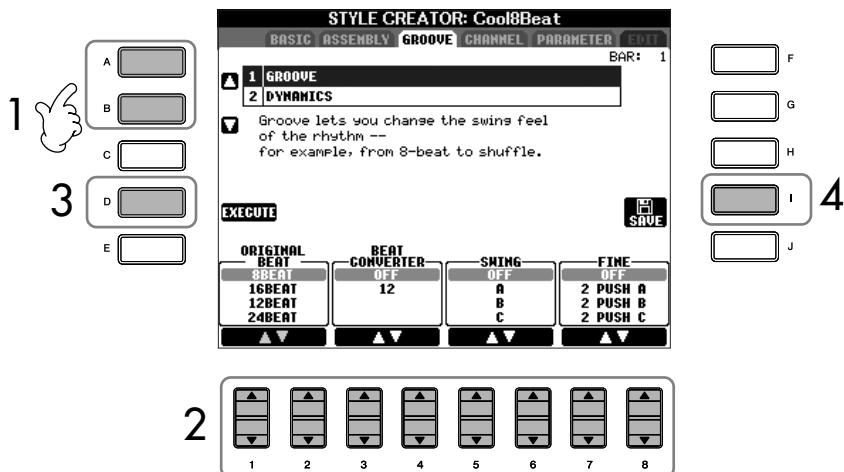 STYLE CREATOR: Cool8Beat
BASIC ASSEMBLY GROOVE CHANNEL PARAMETER EDIT
BAR: 1
1 GROOVE
2 DYNAMICS
Groove lets you change the swing feel
of the rhythm --
for example, from 8-beat to shuffle.
EXECUTE
SAVE
ORIGINAL BEAT
8BEAT
16BEAT
12BEAT
24BEAT
BEAT CONVERTER
OFF
12
SWING
OFF
A
B
C
FINE
OFF
2 PUSH A
2 PUSH B
2 PUSH C
1
A
B
C
3
D
E
F
G
H
I
4
J
2
1 2 3 4 5 6 7 8